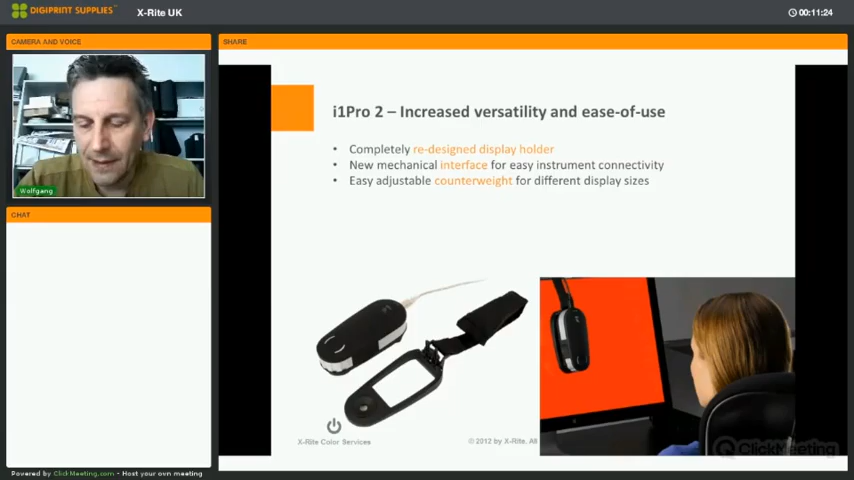 DIGIPRINT SUPPLIES
X-Rite UK
00:11:24
CAMERA AND VOICE
SHARE
Wolfgang
CHAT
i1Pro 2 – Increased versatility and ease-of-use
• Completely re-designed display holder
• New mechanical interface for easy instrument connectivity
• Easy adjustable counterweight for different display sizes
X-Rite Color Services
© 2012 by X-Rite, All
ClickMeeting
Powered by ClickMeeting.com - Host your own meeting